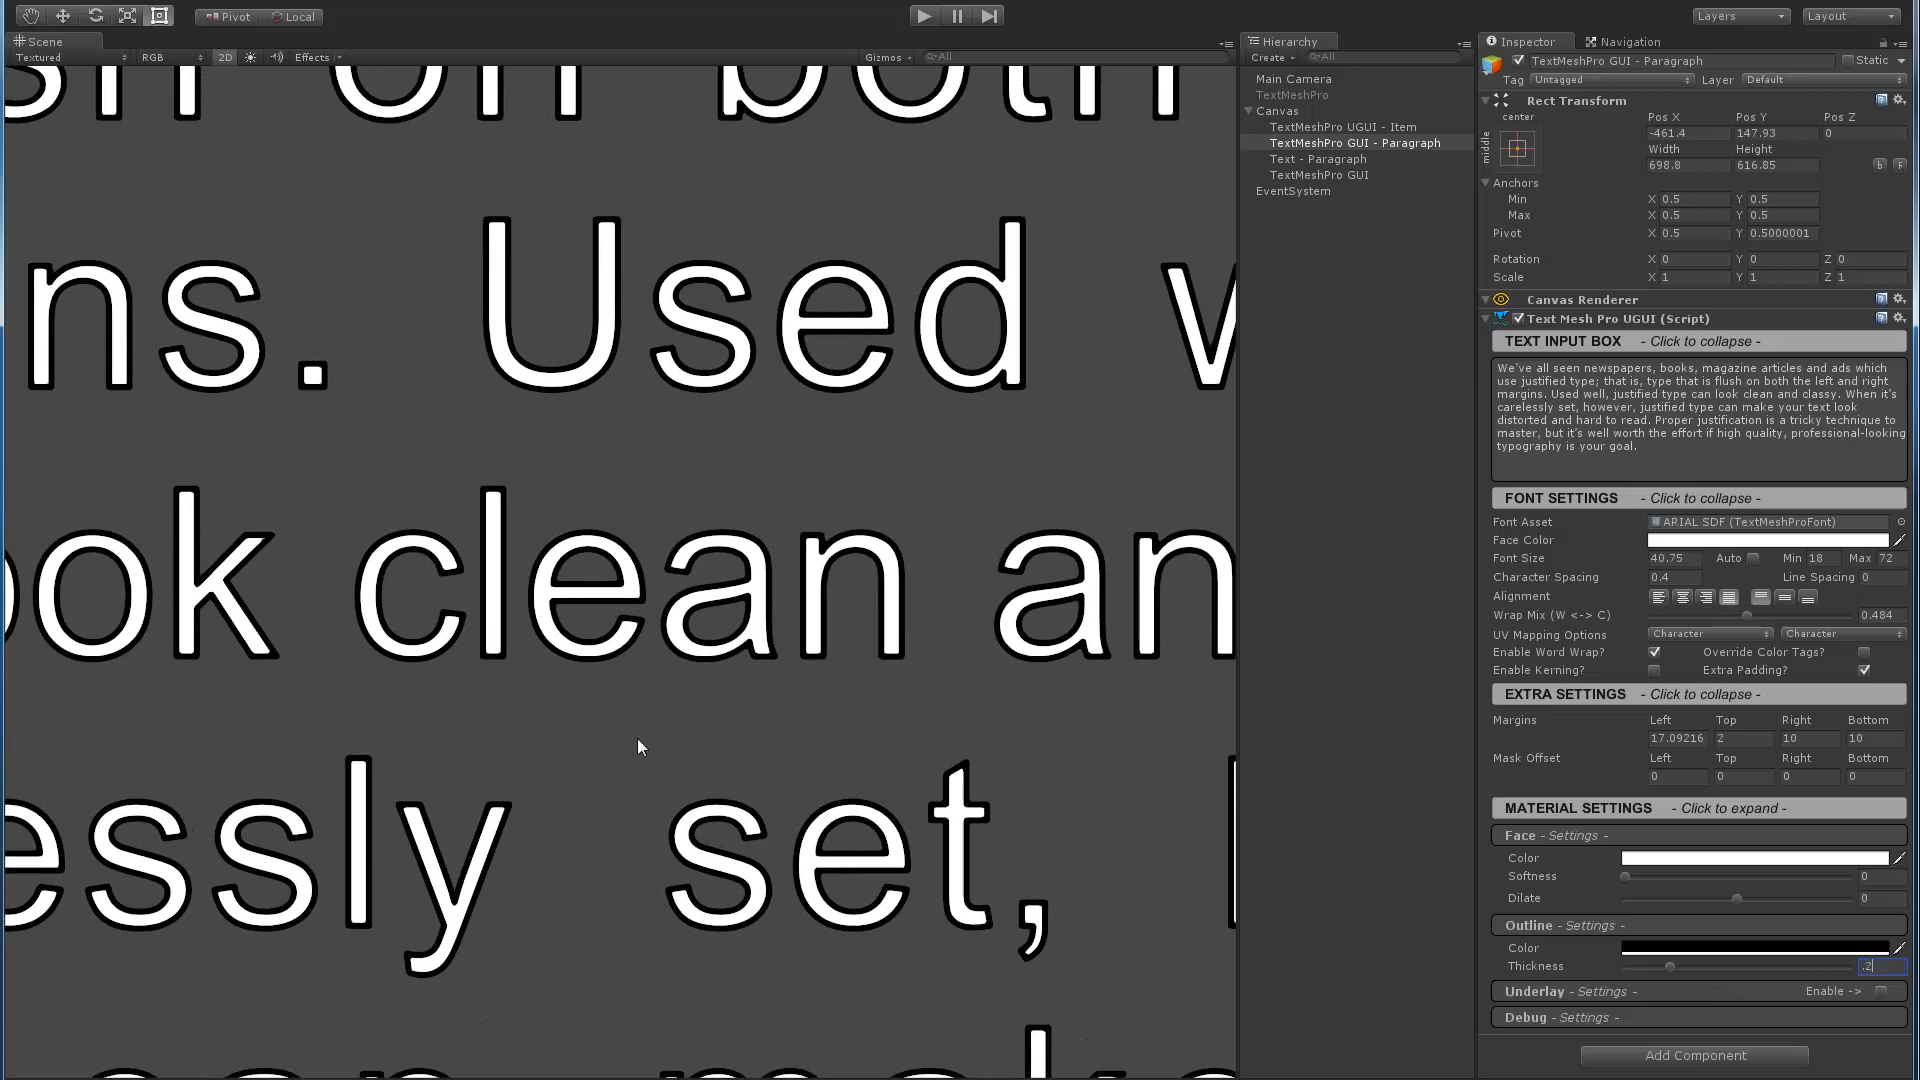 Pivot Local Layers Layout
Scene Hierarchy Inspector Navigation
Textured RGB 2D Effects Gizmos All Create All
TextMeshPro GUI - Paragraph Static
Tag Untagged Layer Default
Main Camera
TextMeshPro
Canvas
TextMeshPro UGUI - Item
TextMeshPro GUI - Paragraph
Text - Paragraph
TextMeshPro GUI
EventSystem
on both
ns. Used w
ook clean an
essly set,
Rect Transform
center
middle
Pos X Pos Y Pos Z
-461.4 147.93 0
Width Height
698.8 616.85
Anchors
Min X 0.5 Y 0.5
Max X 0.5 Y 0.5
Pivot X 0.5 Y 0.5000001
Rotation X 0 Y 0 Z 0
Scale X 1 Y 1 Z 1
Canvas Renderer
Text Mesh Pro UGUI (Script)
TEXT INPUT BOX - Click to collapse -
We've all seen newspapers, books, magazine articles and ads which
use justified type; that is, type that is flush on both the left and right
margins. Used well, justified type can look clean and classy. When it's
carelessly set, however, justified type can make your text look
distorted and hard to read. Proper justification is a tricky technique to
master, but it's well worth the effort if high quality, professional-looking
typography is your goal.
FONT SETTINGS - Click to collapse -
Font Asset ARIAL SDF (TextMeshProFont)
Face Color
Font Size 40.75 Auto Min 18 Max 72
Character Spacing 0.4 Line Spacing 0
Alignment
Wrap Mix (W <-> C) 0.484
UV Mapping Options Character Character
Enable Word Wrap? Override Color Tags?
Enable Kerning? Extra Padding?
EXTRA SETTINGS - Click to collapse -
Margins Left Top Right Bottom
17.09216 2 10 10
Mask Offset Left Top Right Bottom
0 0 0 0
MATERIAL SETTINGS - Click to expand -
Face - Settings -
Color
Softness 0
Dilate 0
Outline - Settings -
Color
Thickness .2
Underlay - Settings - Enable ->
Debug - Settings -
Add Component